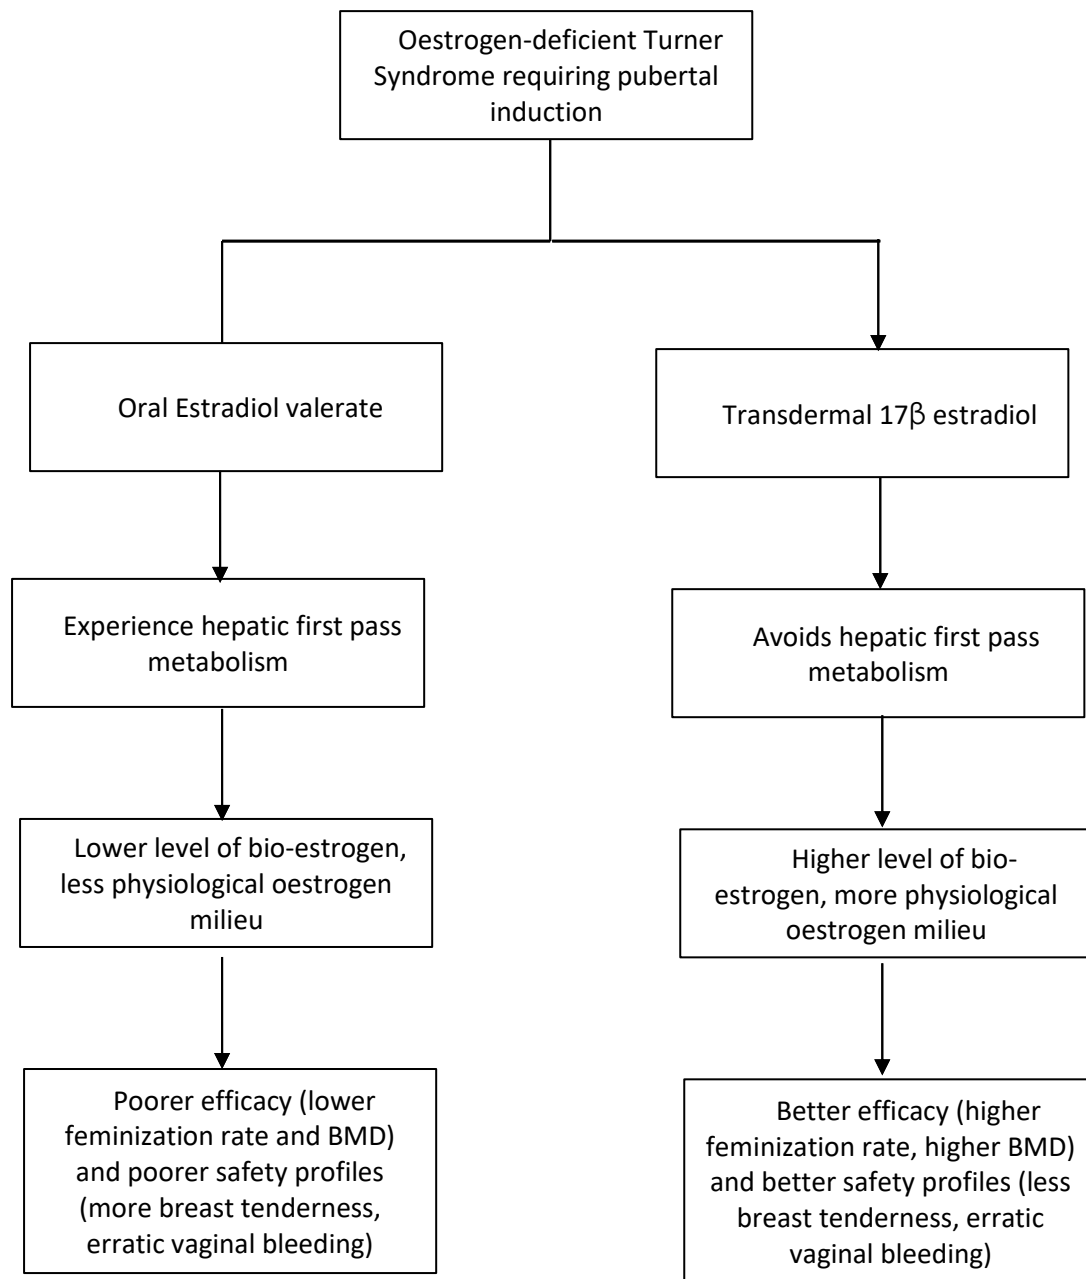 Oestrogen-deficient Turner
Syndrome requiring pubertal
induction
Oral Estradiol valerate
Transdermal 17β estradiol
Experience hepatic first pass
metabolism
Avoids hepatic first pass
metabolism
Lower level of bio-estrogen,
less physiological oestrogen
milieu
Higher level of bio-
estrogen, more physiological
oestrogen milieu
Poorer efficacy (lower
feminization rate and BMD)
and poorer safety profiles
(more breast tenderness,
erratic vaginal bleeding)
Better efficacy (higher
feminization rate, higher BMD)
and better safety profiles (less
breast tenderness, erratic
vaginal bleeding)